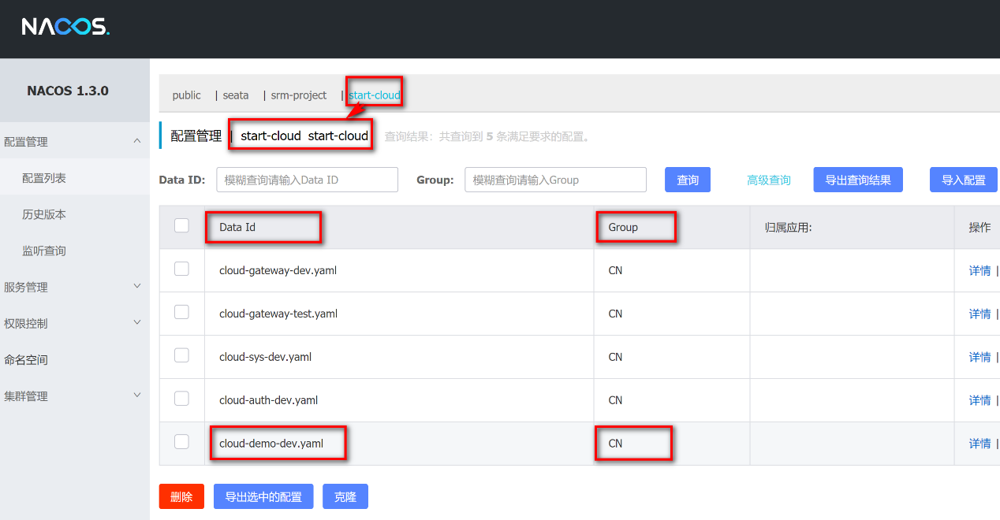 NACOS.
NACOS 1.3.0
配置管理
配置列表
历史版本
监听查询
服务管理
权限控制
命名空间
集群管理
public | seata | srm-project | start-cloud
配置管理 | start-cloud start-cloud 查询结果：共查询到 5 条满足要求的配置。
Data ID: 模糊查询请输入Data ID Group: 模糊查询请输入Group 查询 高级查询 导出查询结果 导入配置
Data Id Group 归属应用: 操作
cloud-gateway-dev.yaml CN 详情 |
cloud-gateway-test.yaml CN 详情 |
cloud-sys-dev.yaml CN 详情 |
cloud-auth-dev.yaml CN 详情 |
cloud-demo-dev.yaml CN 详情 |
删除 导出选中的配置 克隆